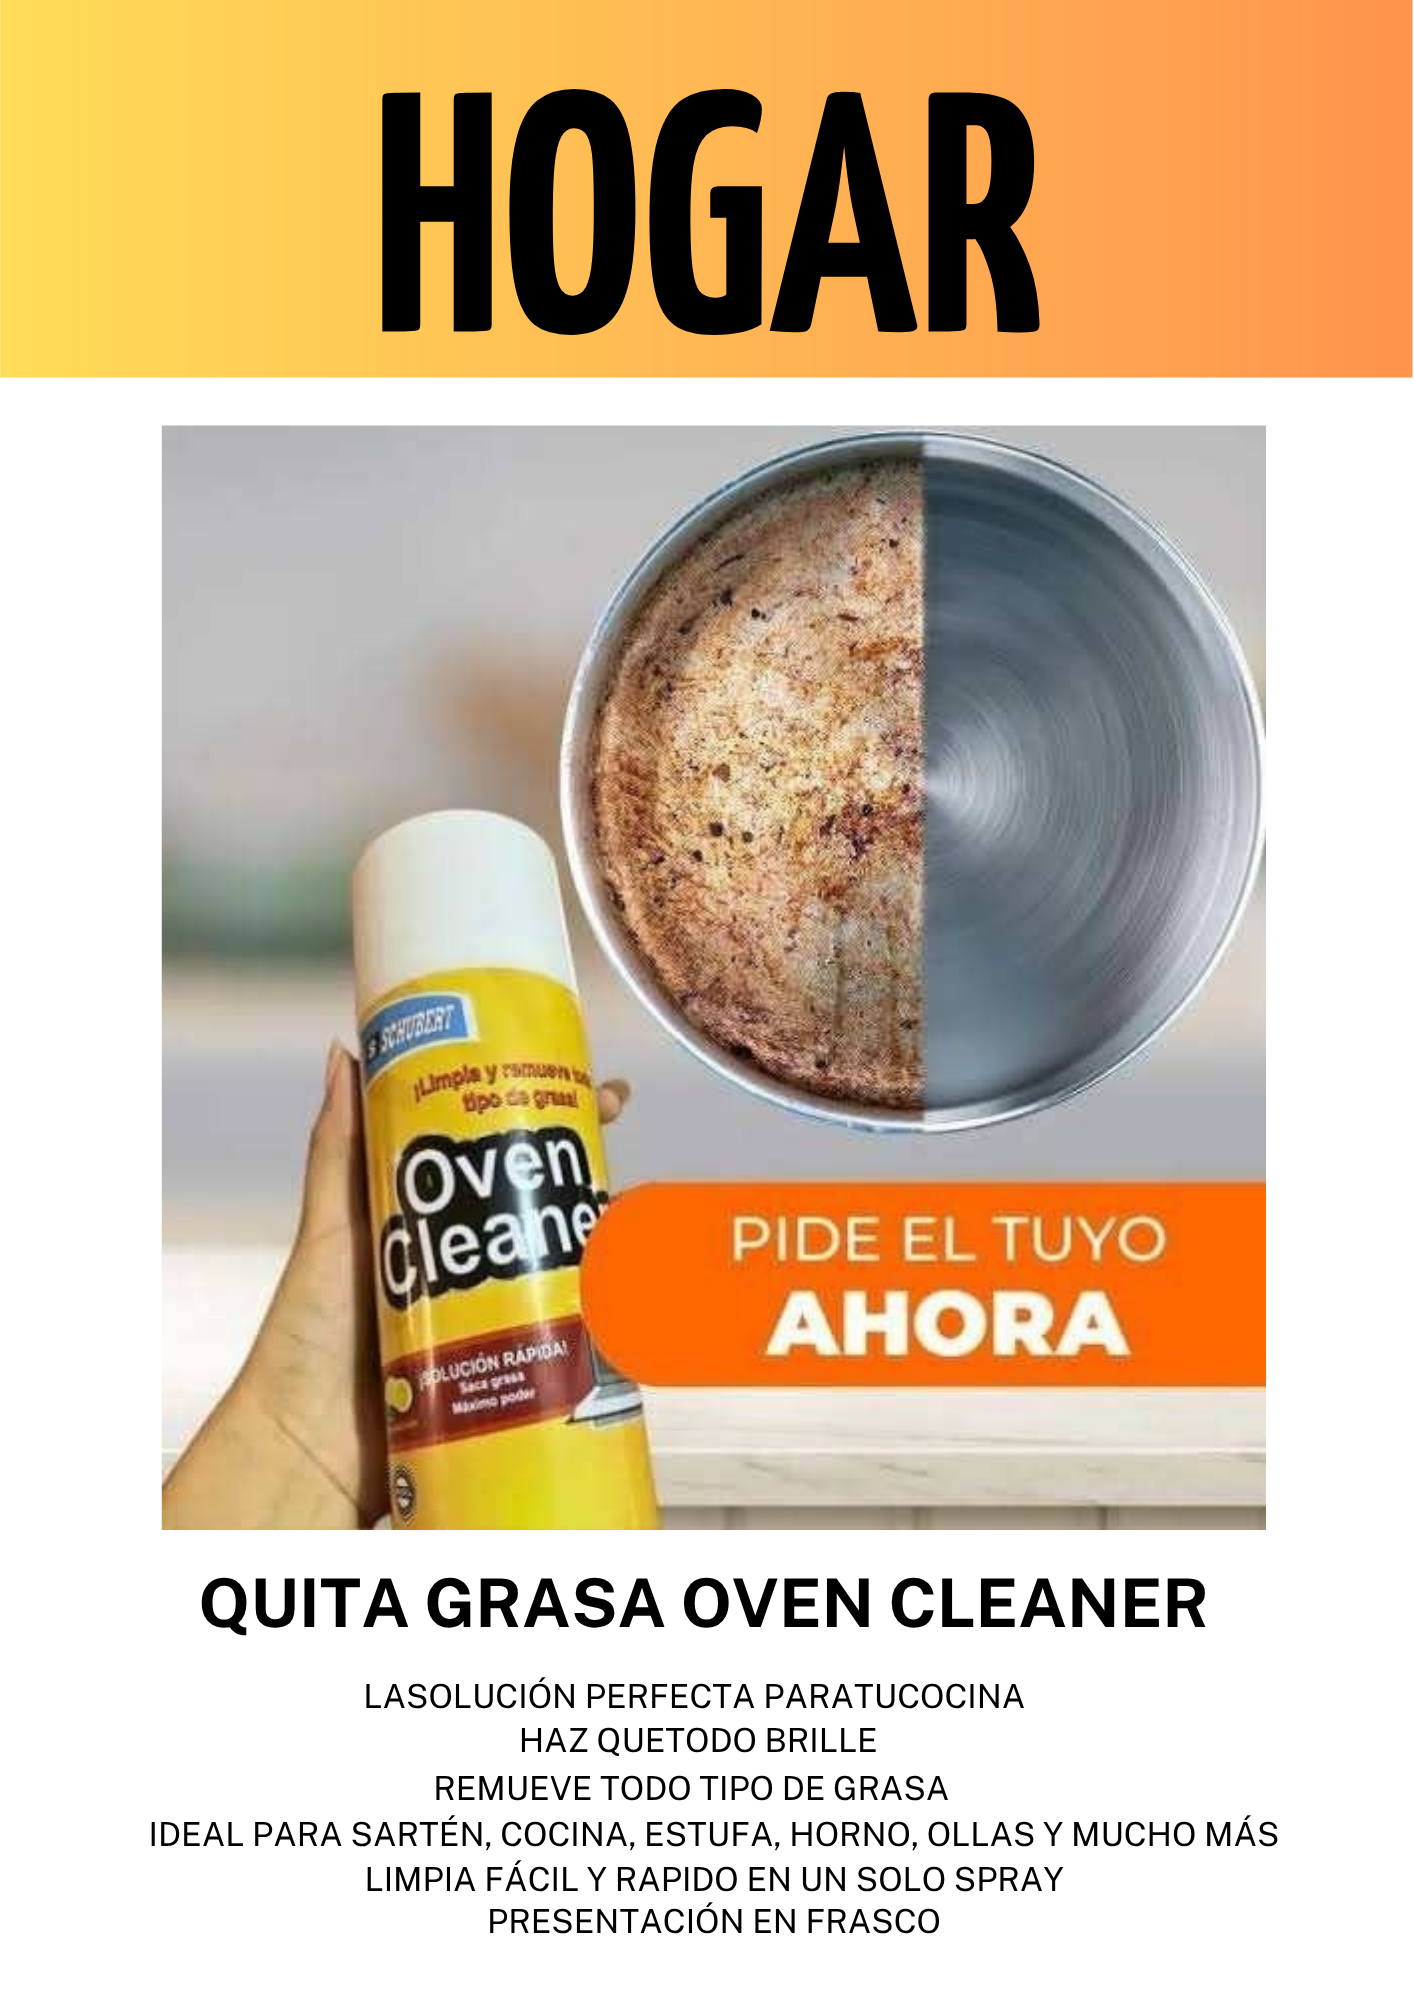 HOGAR
SCHUBERT
¡Limpia y remueve
tipo de grasa!
Oven
Cleaner
¡SOLUCIÓN RÁPIDA!
Saca grasa
Máximo poder
PIDE EL TUYO
AHORA
QUITA GRASA OVEN CLEANER
LASOLUCIÓN PERFECTA PARATUCOCINA
HAZ QUETODO BRILLE
REMUEVE TODO TIPO DE GRASA
IDEAL PARA SARTÉN, COCINA, ESTUFA, HORNO, OLLAS Y MUCHO MÁS
LIMPIA FÁCIL Y RAPIDO EN UN SOLO SPRAY
PRESENTACIÓN EN FRASCO